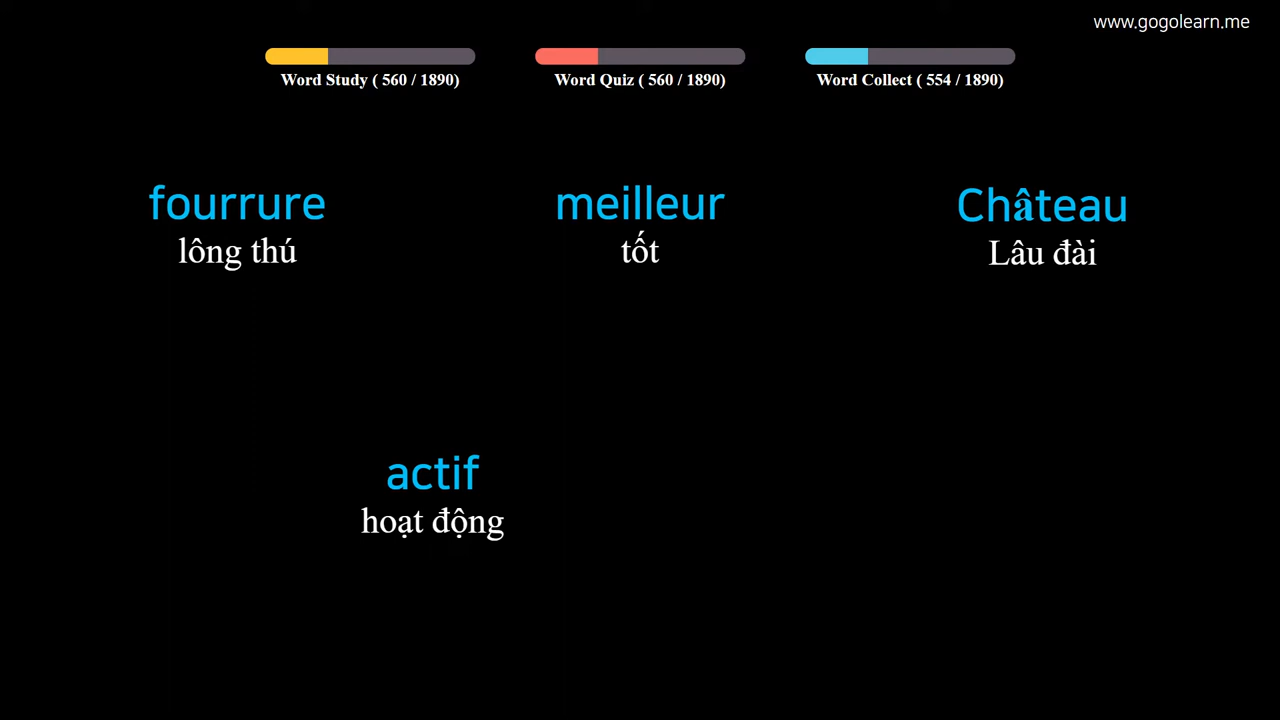 www.gogolearn.me
Word Study ( 560 / 1890)
Word Quiz ( 560 / 1890)
Word Collect ( 554 / 1890)
fourrure
lông thú
meilleur
tốt
Château
Lâu đài
actif
hoạt động